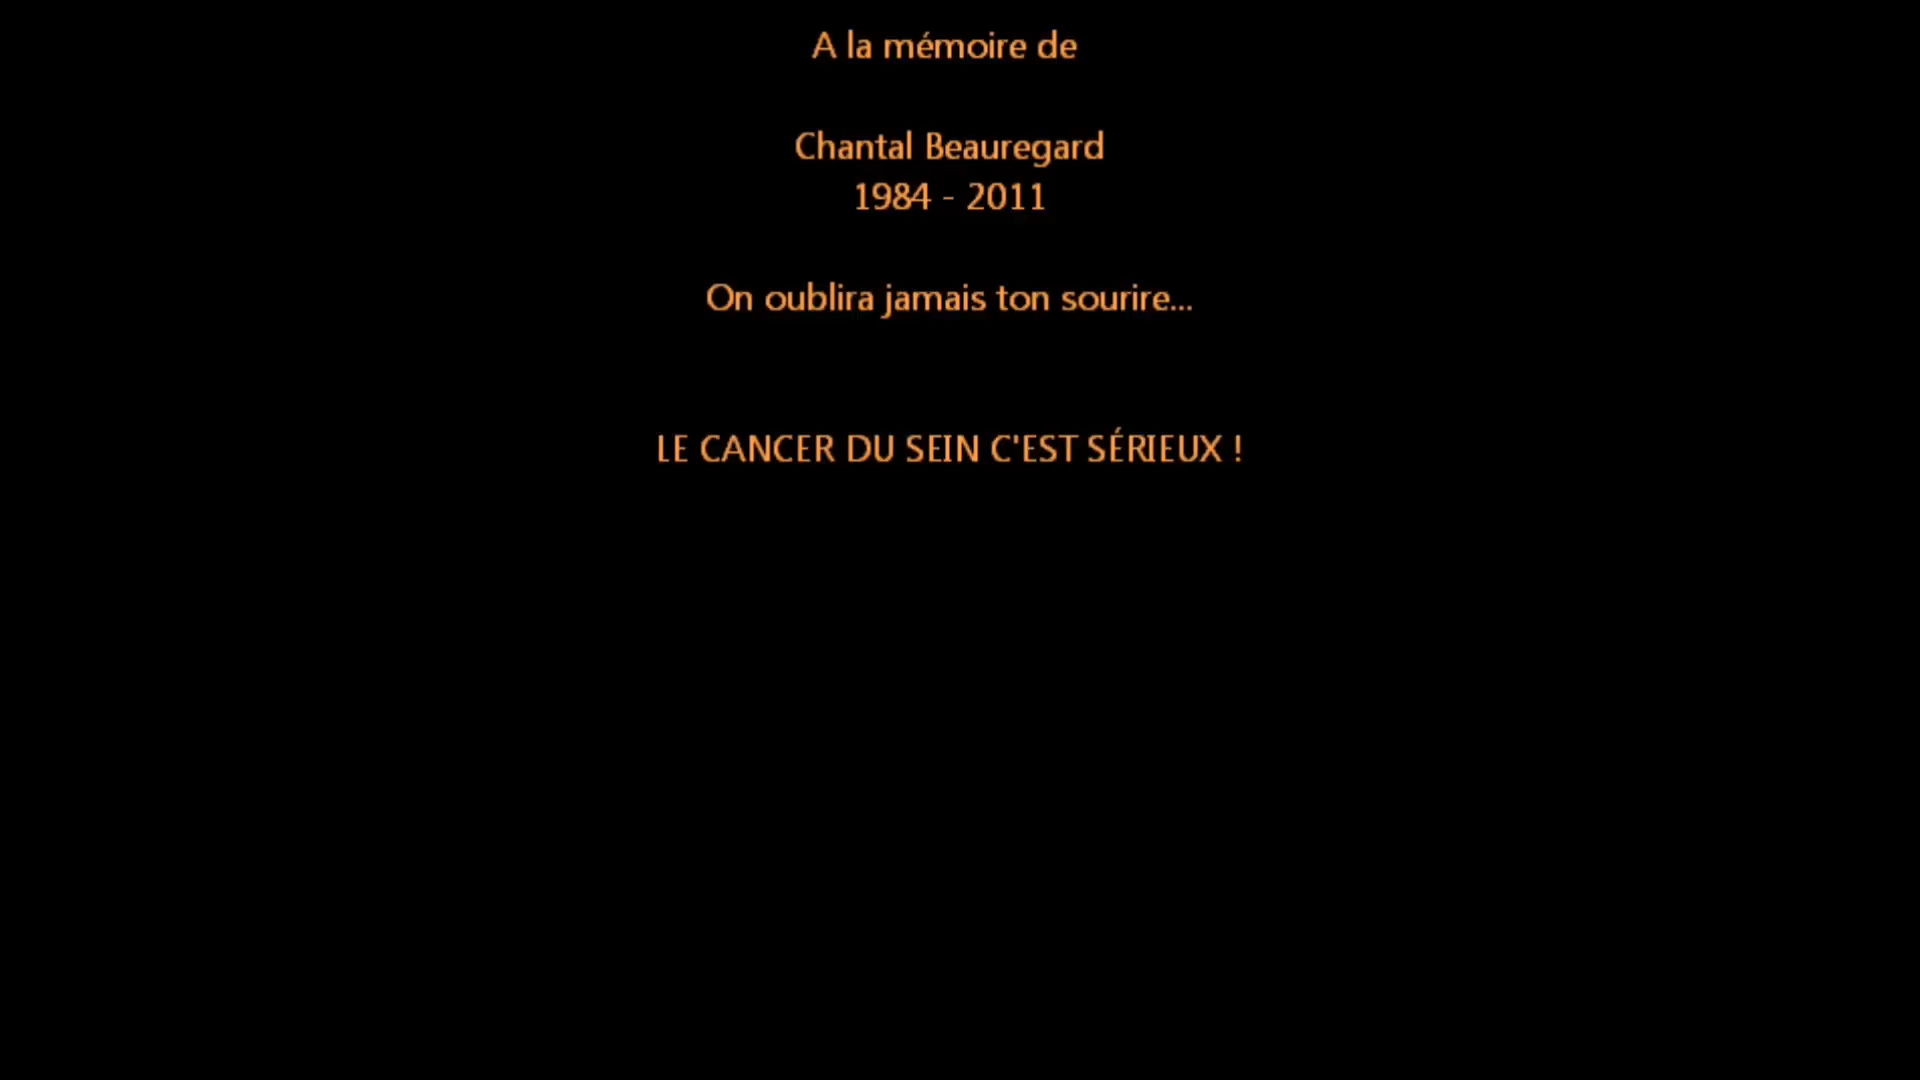 A la mémoire de
Chantal Beauregard
1984 - 2011
On oublira jamais ton sourire...
LE CANCER DU SEIN C'EST SÉRIEUX !